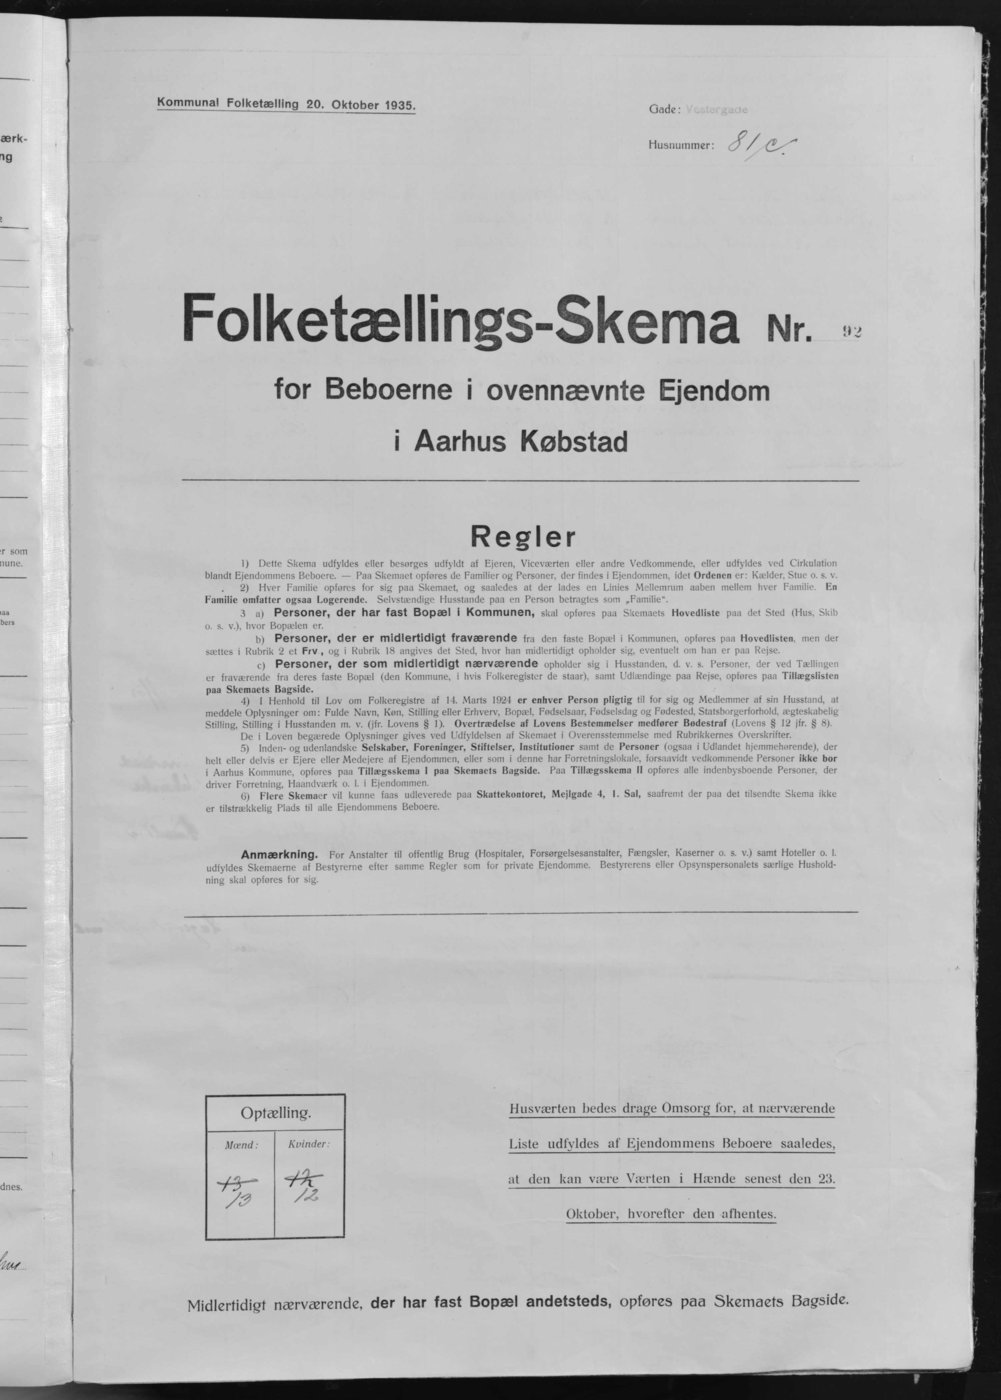 Kommunal Folketælling 20. Oktober 1935.
Gade: Vestergade
Husnummer: 81/c.
Folketællings-Skema Nr. 92
for Beboerne i ovennævnte Ejendom
i Aarhus Købstad
Regler
1) Dette Skema udfyldes eller besørges udfyldt af Ejeren, Viceværten eller andre Vedkommende, eller udfyldes ved Cirkulation
blandt Ejendommens Beboere. — Paa Skemaet opføres de Familier og Personer, der findes i Ejendommen, idet Ordenen er: Kælder, Stue o. s. v.
2) Hver Familie opføres for sig paa Skemaet, og saaledes at der lades en Linies Mellemrum aaben mellem hver Familie. En
Familie omfatter ogsaa Logerende. Selvstændige Husstande paa en Person betragtes som „Familie".
3 a) Personer, der har fast Bopæl i Kommunen, skal opføres paa Skemaets Hovedliste paa det Sted (Hus, Skib
o. s. v.), hvor Bopælen er.
b) Personer, der er midlertidigt fraværende fra den faste Bopæl i Kommunen, opføres paa Hovedlisten, men der
sættes i Rubrik 2 et Frv., og i Rubrik 18 angives det Sted, hvor han midlertidigt opholder sig, eventuelt om han er paa Rejse.
c) Personer, der som midlertidigt nærværende opholder sig i Husstanden, d. v. s. Personer, der ved Tællingen
er fraværende fra deres faste Bopæl (den Kommune, i hvis Folkeregister de staar), samt Udlændinge paa Rejse, opføres paa Tillægslisten
paa Skemaets Bagside.
4) I Henhold til Lov om Folkeregistre af 14. Marts 1924 er enhver Person pligtig til for sig og Medlemmer af sin Husstand, at
meddele Oplysninger om: Fulde Navn, Køn, Stilling eller Erhverv, Bopæl, Fødselsaar, Fødselsdag og Fødested, Statsborgerforhold, ægteskabelig
Stilling, Stilling i Husstanden m. v. (jfr. Lovens § 1). Overtrædelse af Lovens Bestemmelser medfører Bødestraf (Lovens § 12 jfr. § 8).
De i Loven begærede Oplysninger gives ved Udfyldelsen af Skemaet i Overensstemmelse med Rubrikkernes Overskrifter.
5) Inden- og udenlandske Selskaber, Foreninger, Stiftelser, Institutioner samt de Personer (ogsaa i Udlandet hjemmehørende), der
helt eller delvis er Ejere eller Medejere af Ejendommen, eller som i denne har Forretningslokale, forsaavidt vedkommende Personer ikke bor
i Aarhus Kommune, opføres paa Tillægsskema I paa Skemaets Bagside. Paa Tillægsskema II opføres alle indenbysboende Personer, der
driver Forretning, Haandværk o. l. i Ejendommen.
6) Flere Skemaer vil kunne faas udleverede paa Skattekontoret, Mejlgade 4, 1. Sal, saafremt der paa det tilsendte Skema ikke
er tilstrækkelig Plads til alle Ejendommens Beboere.
Anmærkning. For Anstalter til offentlig Brug (Hospitaler, Forsørgelsesanstalter, Fængsler, Kaserner o. s. v.) samt Hoteller o. l.
udfyldes Skemaerne af Bestyrerne efter samme Regler som for private Ejendomme. Bestyrerens eller Opsynspersonalets særlige Hushold-
ning skal opføres for sig.
Optælling.
Mænd: Kvinder:
13 12
13 12
Husværten bedes drage Omsorg for, at nærværende
Liste udfyldes af Ejendommens Beboere saaledes,
at den kan være Værten i Hænde senest den 23.
Oktober, hvorefter den afhentes.
Midlertidigt nærværende, der har fast Bopæl andetsteds, opføres paa Skemaets Bagside.